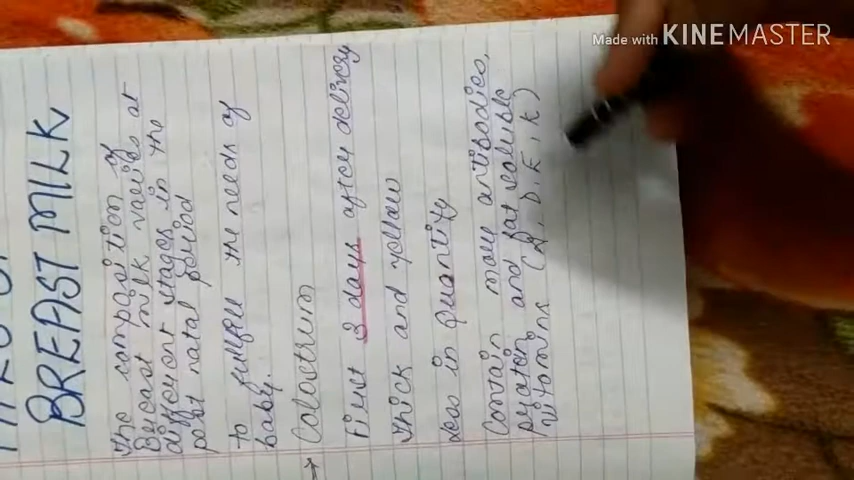 Made with KINEMASTER
BREAST MILK
The composition of
Breast milk varies at
different stages in the
post natal period
to fulfill the needs of
baby.
→ Colostrum
First 3 days after delivery
Thick and yellow
Less in quantity
Contain more antibodies,
protein and fat soluble
vitamins (A, D, E, K)